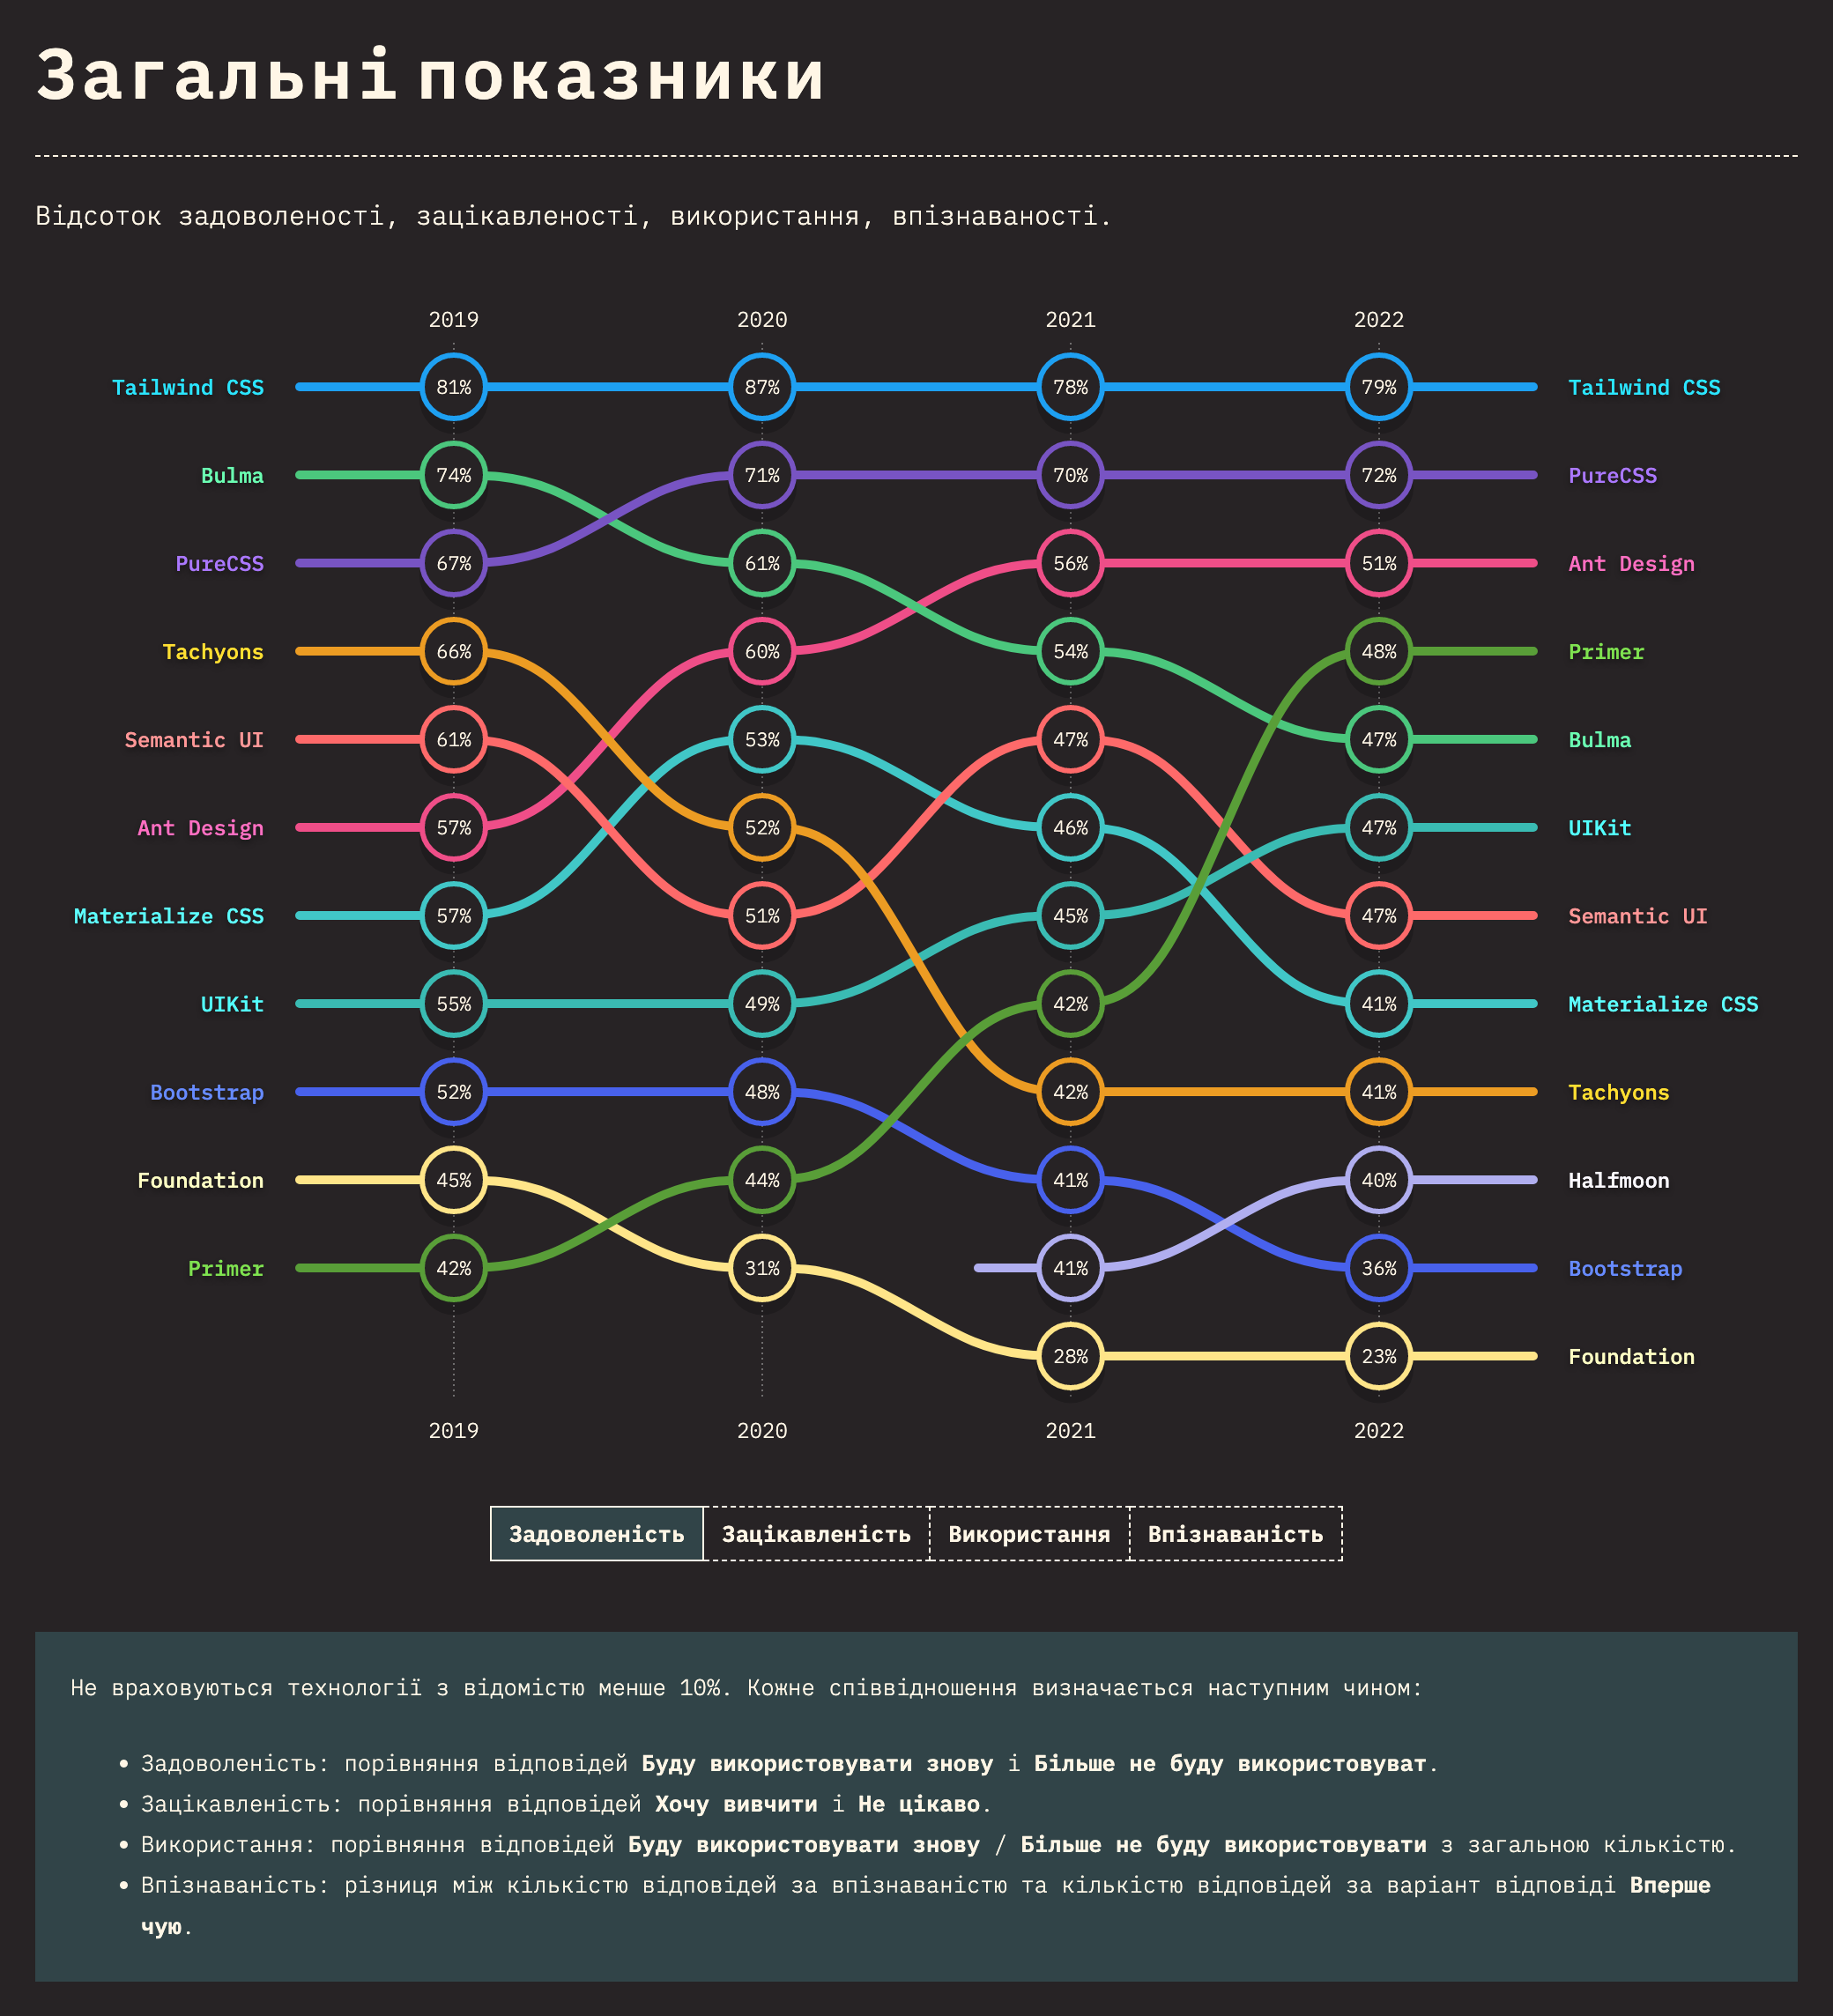 Загальні показники
Відсоток задоволеності, зацікавленості, використання, впізнаваності.
2019 2020 2021 2022
Tailwind CSS 81% 87% 78% 79% Tailwind CSS
Bulma 74% 71% 70% 72% PureCSS
PureCSS 67% 61% 56% 51% Ant Design
Tachyons 66% 60% 54% 48% Primer
Semantic UI 61% 53% 47% 47% Bulma
Ant Design 57% 52% 46% 47% UIKit
Materialize CSS 57% 51% 45% 47% Semantic UI
UIKit 55% 49% 42% 41% Materialize CSS
Bootstrap 52% 48% 42% 41% Tachyons
Foundation 45% 44% 41% 40% Halfmoon
Primer 42% 31% 41% 36% Bootstrap
28% 23% Foundation
2019 2020 2021 2022
Задоволеність Зацікавленість Використання Впізнаваність
Не враховуються технології з відомістю менше 10%. Кожне співвідношення визначається наступним чином:
• Задоволеність: порівняння відповідей Буду використовувати знову і Більше не буду використовуват.
• Зацікавленість: порівняння відповідей Хочу вивчити і Не цікаво.
• Використання: порівняння відповідей Буду використовувати знову / Більше не буду використовувати з загальною кількістю.
• Впізнаваність: різниця між кількістю відповідей за впізнаваністю та кількістю відповідей за варіант відповіді Вперше
чую.